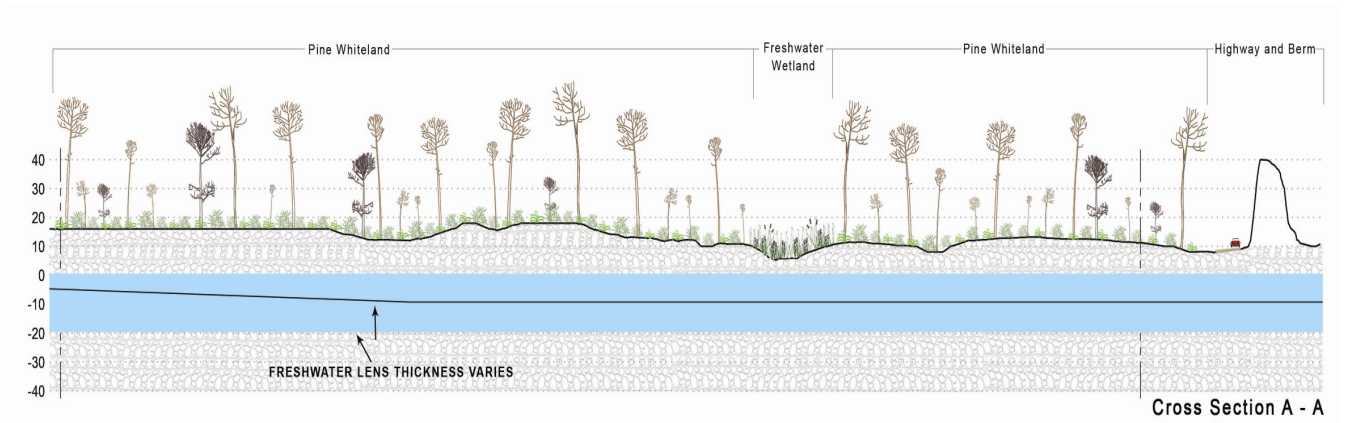 Pine Whiteland
Freshwater
Wetland
Pine Whiteland
Highway and Berm
40
30
20
10
0
-10
-20
-30
-40
FRESHWATER LENS THICKNESS VARIES
Cross Section A - A